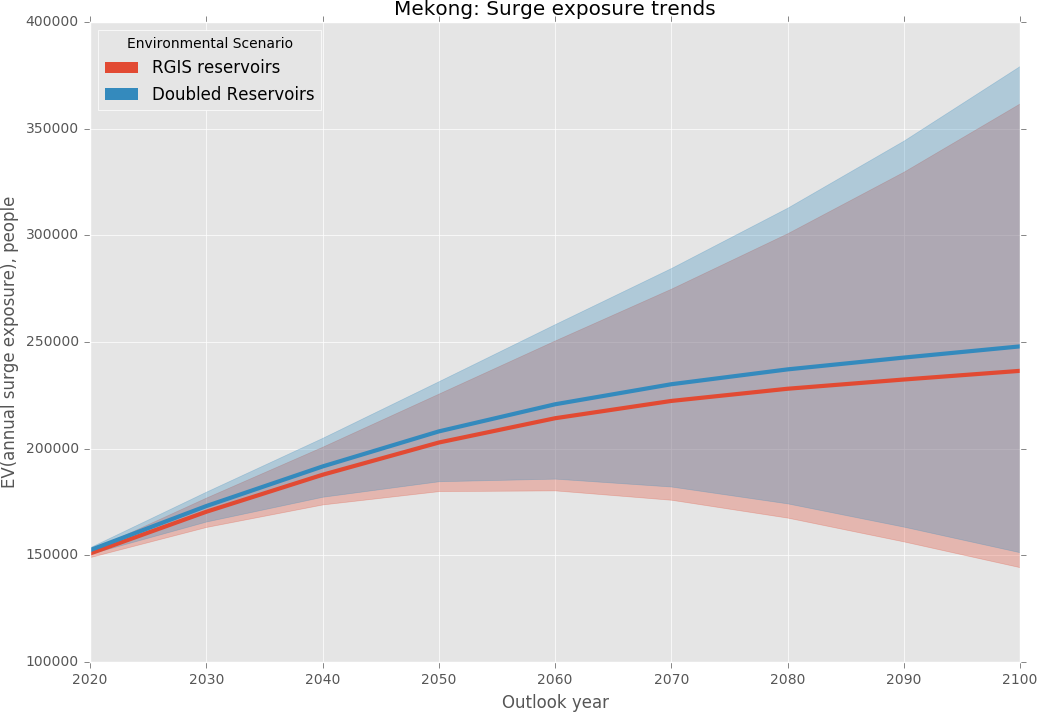 Mekong: Surge exposure trends
Environmental Scenario
RGIS reservoirs
Doubled Reservoirs
EV(annual surge exposure), people
400000
350000
300000
250000
200000
150000
100000
2020 2030 2040 2050 2060 2070 2080 2090 2100
Outlook year